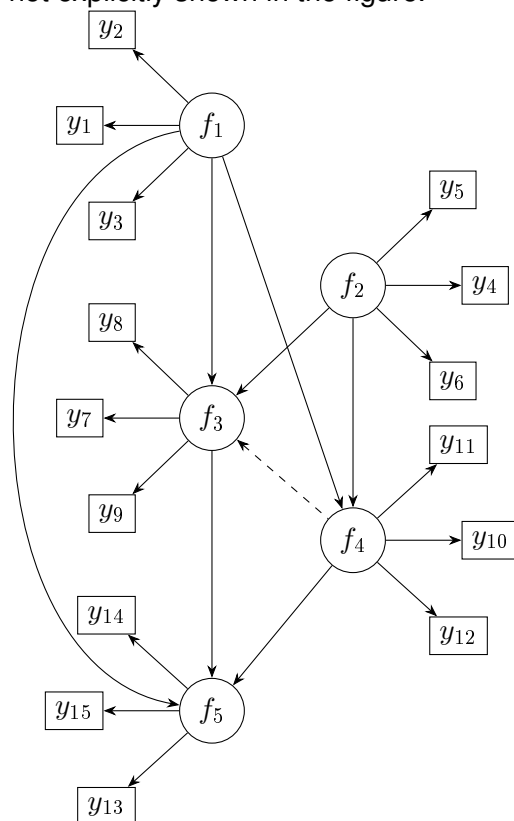 not explicitly shown in the figure.
y2
f1
y1
y3
y5
f2
y4
y8
y6
y7
f3
y11
y9
f4
y10
y14
y12
y15
f5
y13